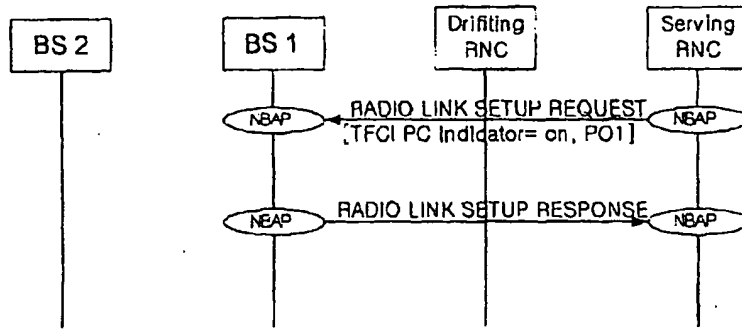 BS 2
BS 1
Drifiting
RNC
Serving
RNC
NBAP
RADIO LINK SETUP REQUEST
NBAP
[TFCI PC Indicator= on, PO1]
NBAP
RADIO LINK SETUP RESPONSE
NBAP